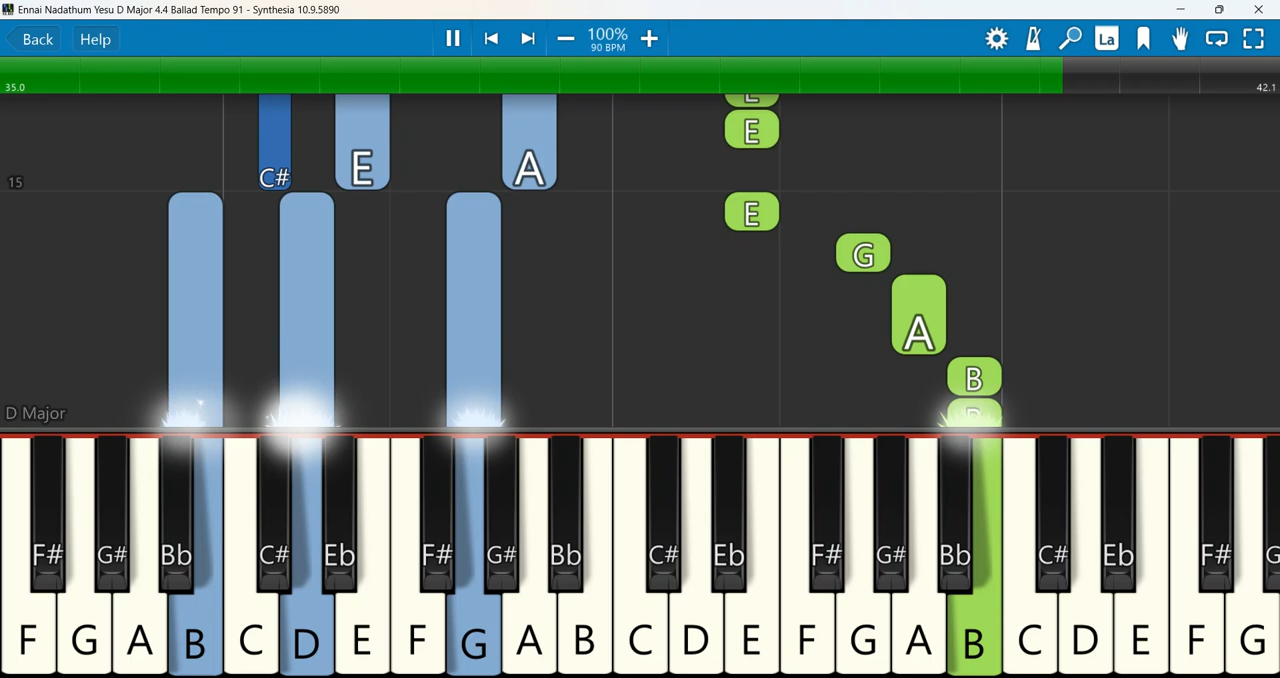 Ennai Nadathum Yesu D Major 4.4 Ballad Tempo 91 - Synthesia 10.9.5890
Back Help 100% La
90 BPM
35.0 42.1
E
C# E A E
15
E
G
A
B
D Major
F# G# Bb C# Eb F# G# Bb C# Eb F# G# Bb C# Eb F#
F G A B C D E F G A B C D E F G A B C D E F G